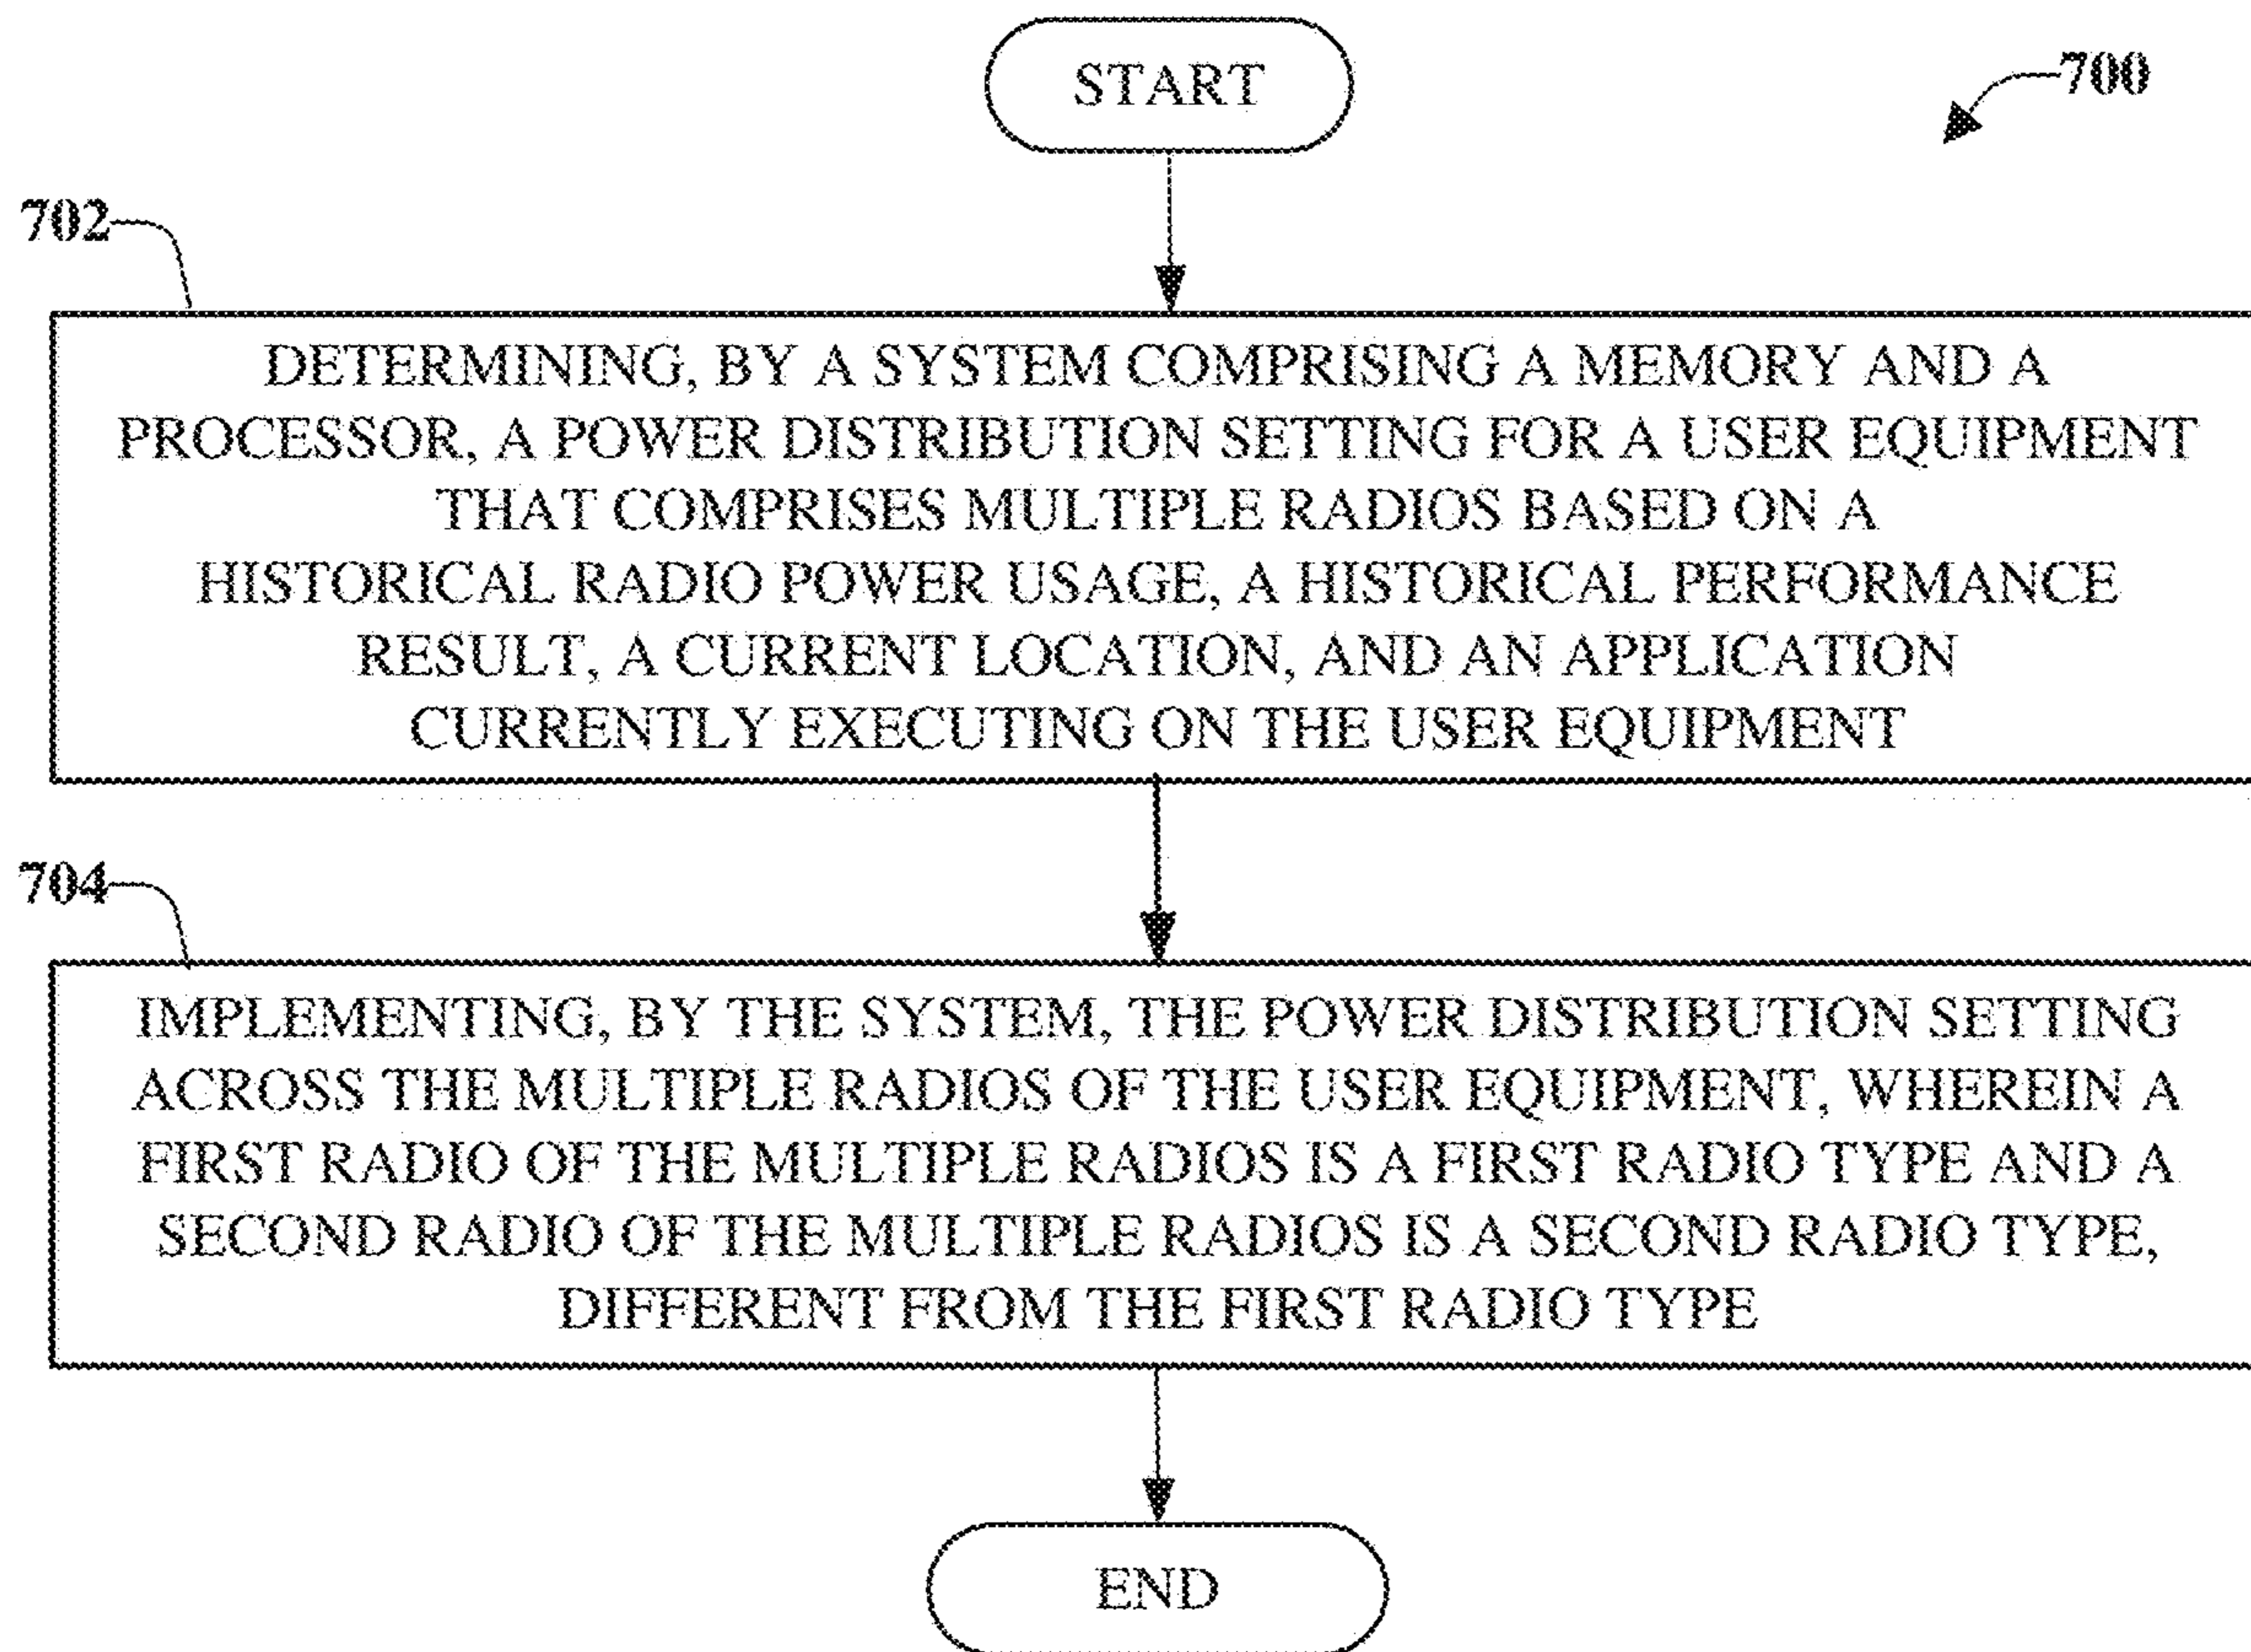 START
700
702
DETERMINING, BY A SYSTEM COMPRISING A MEMORY AND A
PROCESSOR, A POWER DISTRIBUTION SETTING FOR A USER EQUIPMENT
THAT COMPRISES MULTIPLE RADIOS BASED ON A
HISTORICAL RADIO POWER USAGE, A HISTORICAL PERFORMANCE
RESULT, A CURRENT LOCATION, AND AN APPLICATION
CURRENTLY EXECUTING ON THE USER EQUIPMENT
704
IMPLEMENTING, BY THE SYSTEM, THE POWER DISTRIBUTION SETTING
ACROSS THE MULTIPLE RADIOS OF THE USER EQUIPMENT, WHEREIN A
FIRST RADIO OF THE MULTIPLE RADIOS IS A FIRST RADIO TYPE AND A
SECOND RADIO OF THE MULTIPLE RADIOS IS A SECOND RADIO TYPE,
DIFFERENT FROM THE FIRST RADIO TYPE
END